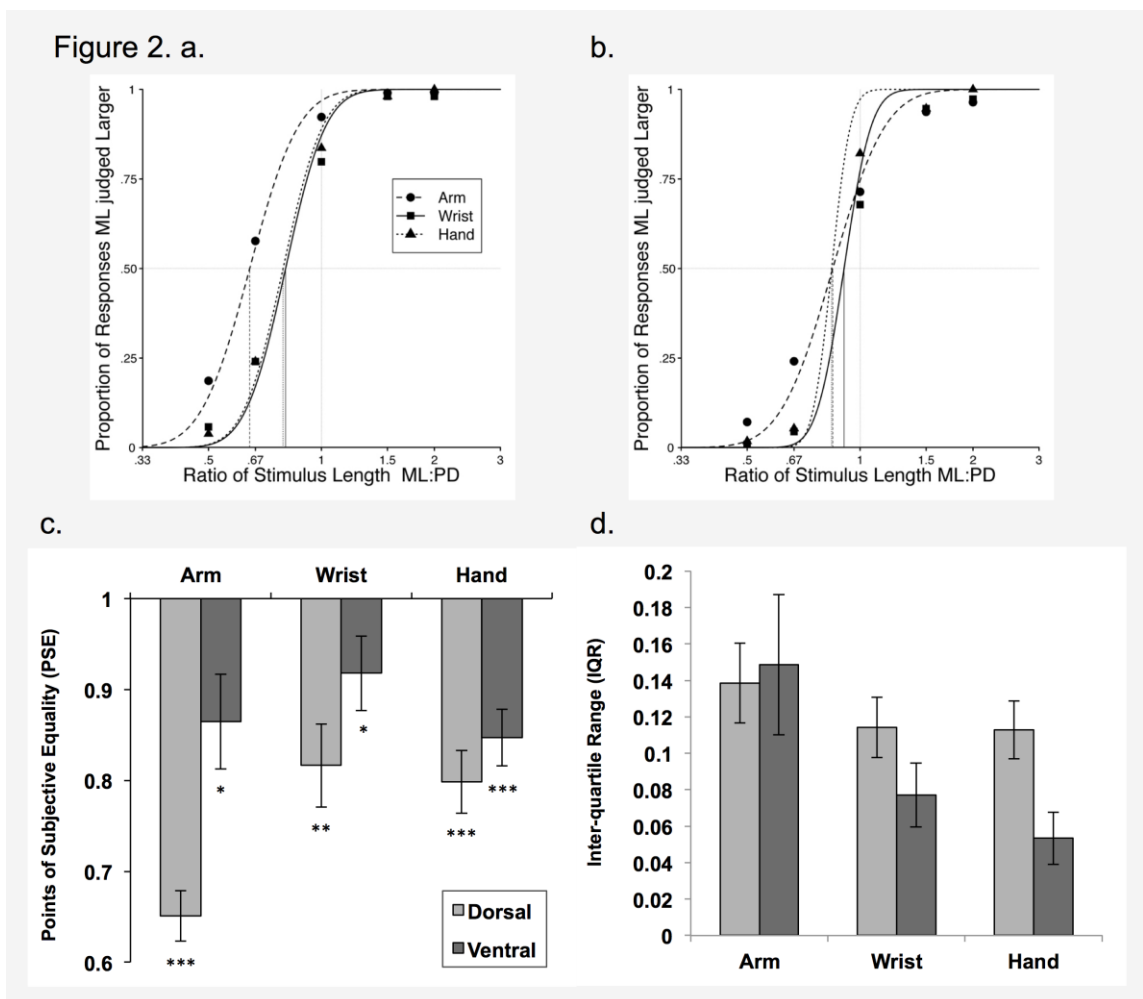 Figure 2. a.
b.
Proportion of Responses ML judged Larger
1
.75
.50
.25
0
.33
.5
.67
1
1.5
2
3
Ratio of Stimulus Length ML:PD
Arm
Wrist
Hand
Proportion of Responses ML judged Larger
1
.75
.50
.25
0
.33
.5
.67
1
1.5
2
3
Ratio of Stimulus Length ML:PD
c.
Arm Wrist Hand
Points of Subjective Equality (PSE)
1
0.9
0.8
0.7
0.6
***
*
**
*
***
***
Dorsal
Ventral
d.
Inter-quartile Range (IQR)
0.2
0.18
0.16
0.14
0.12
0.1
0.08
0.06
0.04
0.02
0
Arm Wrist Hand